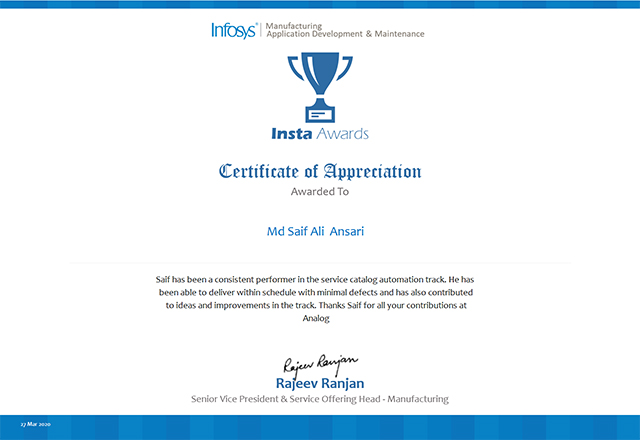 Infosys® | Manufacturing
Application Development & Maintenance
Insta Awards
Certificate of Appreciation
Awarded To
Md Saif Ali Ansari
Saif has been a consistent performer in the service catalog automation track. He has
been able to deliver within schedule with minimal defects and has also contributed
to ideas and improvements in the track. Thanks Saif for all your contributions at
Analog
Rajeev Ranjan
Rajeev Ranjan
Senior Vice President & Service Offering Head - Manufacturing
27 Mar 2020